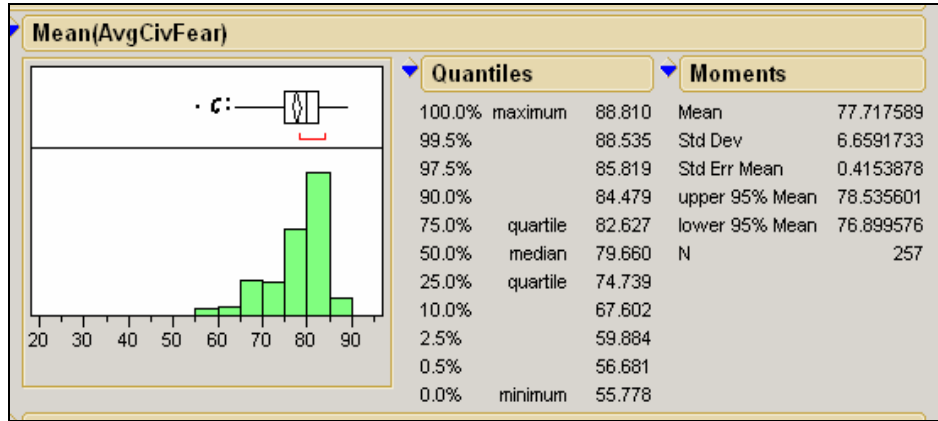 Mean(AvgCivFear)
20 30 40 50 60 70 80 90
Quantiles
100.0% maximum 88.810
99.5% 88.535
97.5% 85.819
90.0% 84.479
75.0% quartile 82.627
50.0% median 79.660
25.0% quartile 74.739
10.0% 67.602
2.5% 59.884
0.5% 56.681
0.0% minimum 55.778
Moments
Mean 77.717589
Std Dev 6.6591733
Std Err Mean 0.4153878
upper 95% Mean 78.535601
lower 95% Mean 76.899576
N 257